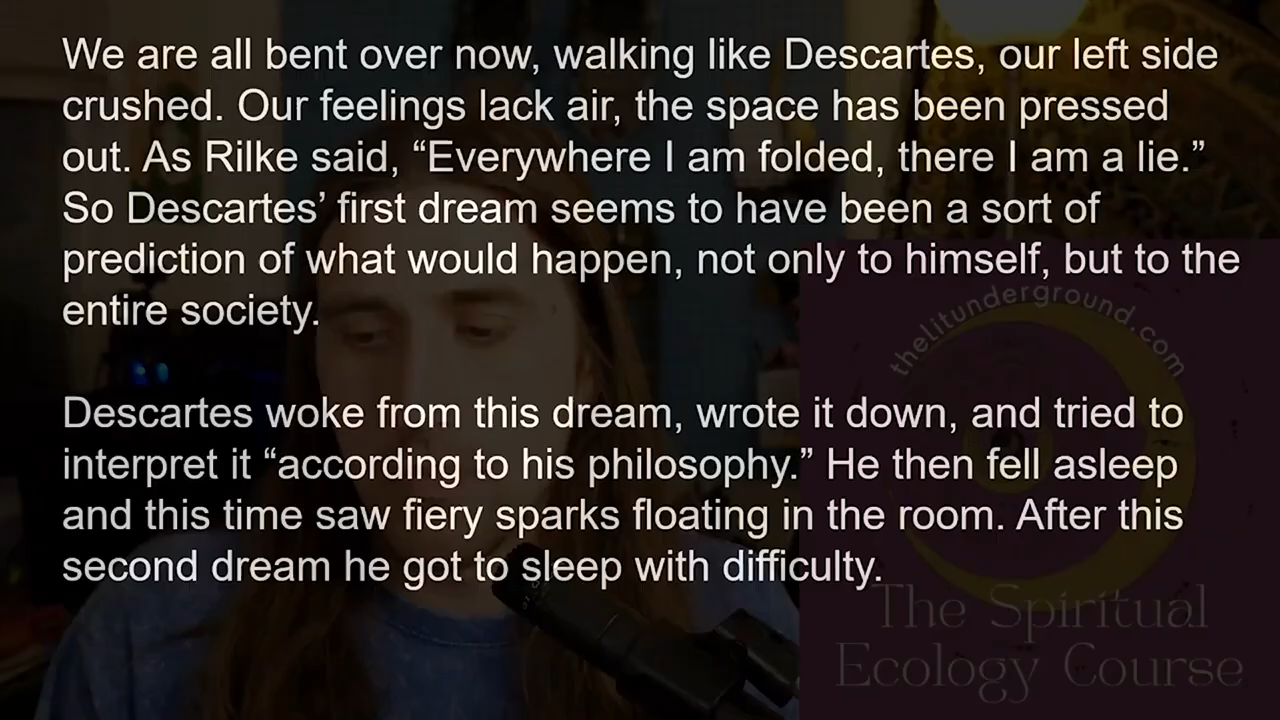 We are all bent over now, walking like Descartes, our left side
crushed. Our feelings lack air, the space has been pressed
out. As Rilke said, “Everywhere I am folded, there I am a lie.”
So Descartes’ first dream seems to have been a sort of
prediction of what would happen, not only to himself, but to the
entire society.
Descartes woke from this dream, wrote it down, and tried to
interpret it “according to his philosophy.” He then fell asleep
and this time saw fiery sparks floating in the room. After this
second dream he got to sleep with difficulty.
thelitunderground.com
The Spiritual
Ecology Course